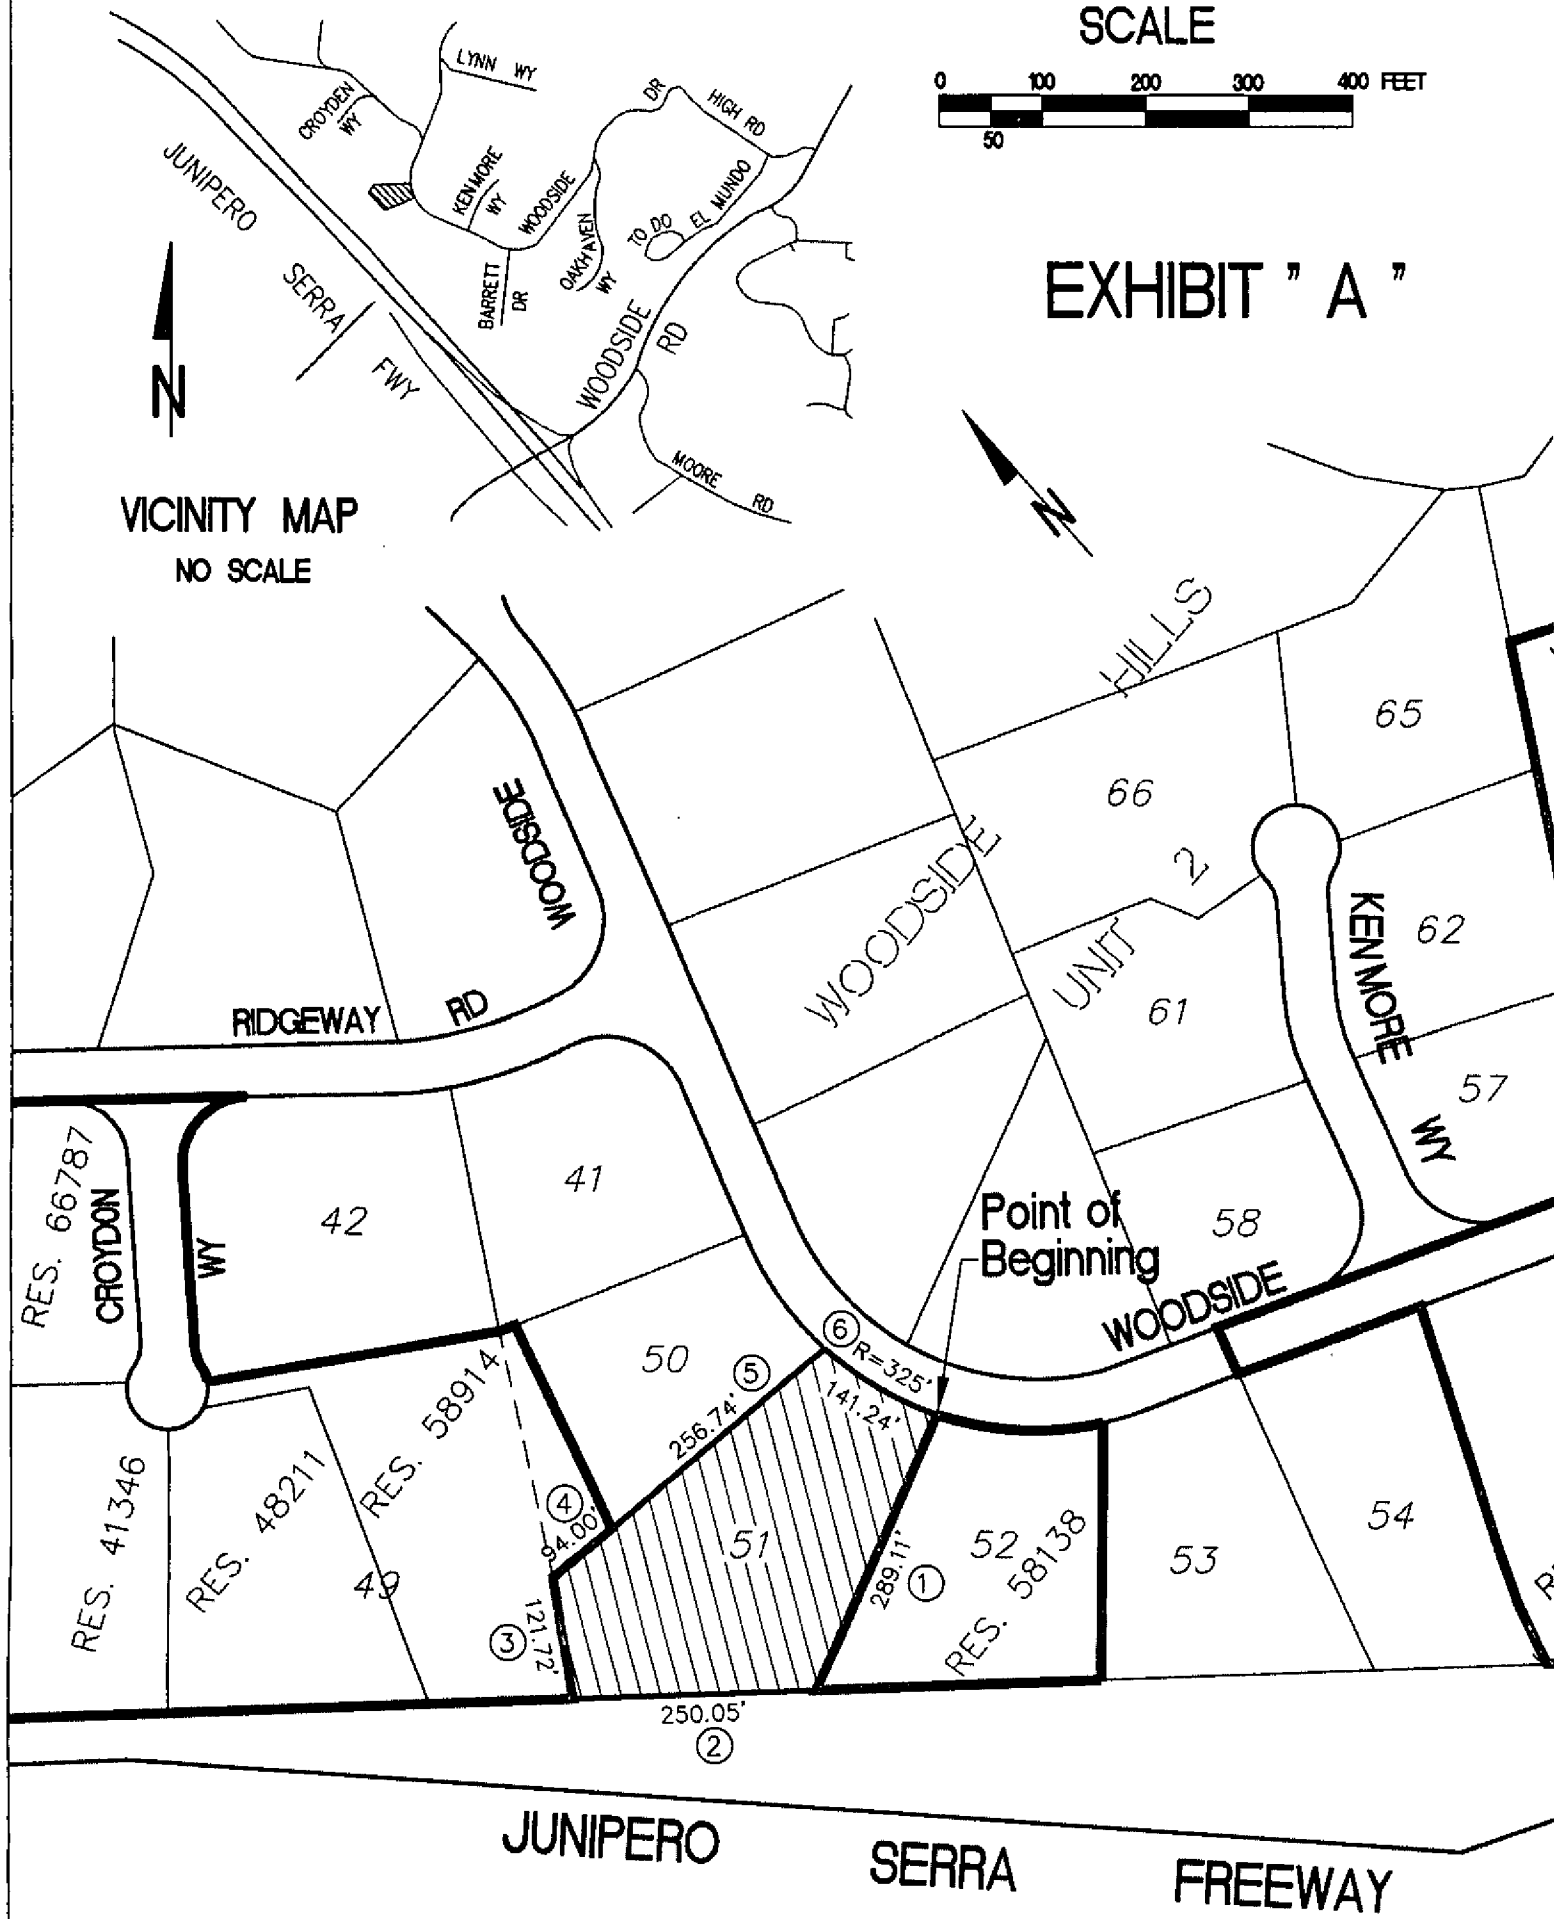 SCALE
0 100 200 300 400 FEET
50
LYNN WY
CROYDEN
WY
DR
HIGH RD
JUNIPERO
SERRA
FWY
KENMORE
WY
WOODSIDE
OAKHAVEN
WY
TO DO
EL MUNDO
BARRETT
DR
WOODSIDE
RD
MOORE RD
N
VICINITY MAP
NO SCALE
EXHIBIT " A "
N
WOODSIDE
HILLS
UNIT
2
65
66
62
61
57
58
WOODSIDE
RIDGEWAY RD
KENMORE
WY
RES. 66787
CROYDON
WY
42
41
50
Point of
Beginning
WOODSIDE
6
R=325'
141.24'
5
256.74'
4
94.00'
3
121.72'
51
289.11'
1
52
RES. 58138
53
54
RES. 41346
RES. 48211
RES. 58914
49
250.05'
2
JUNIPERO SERRA FREEWAY